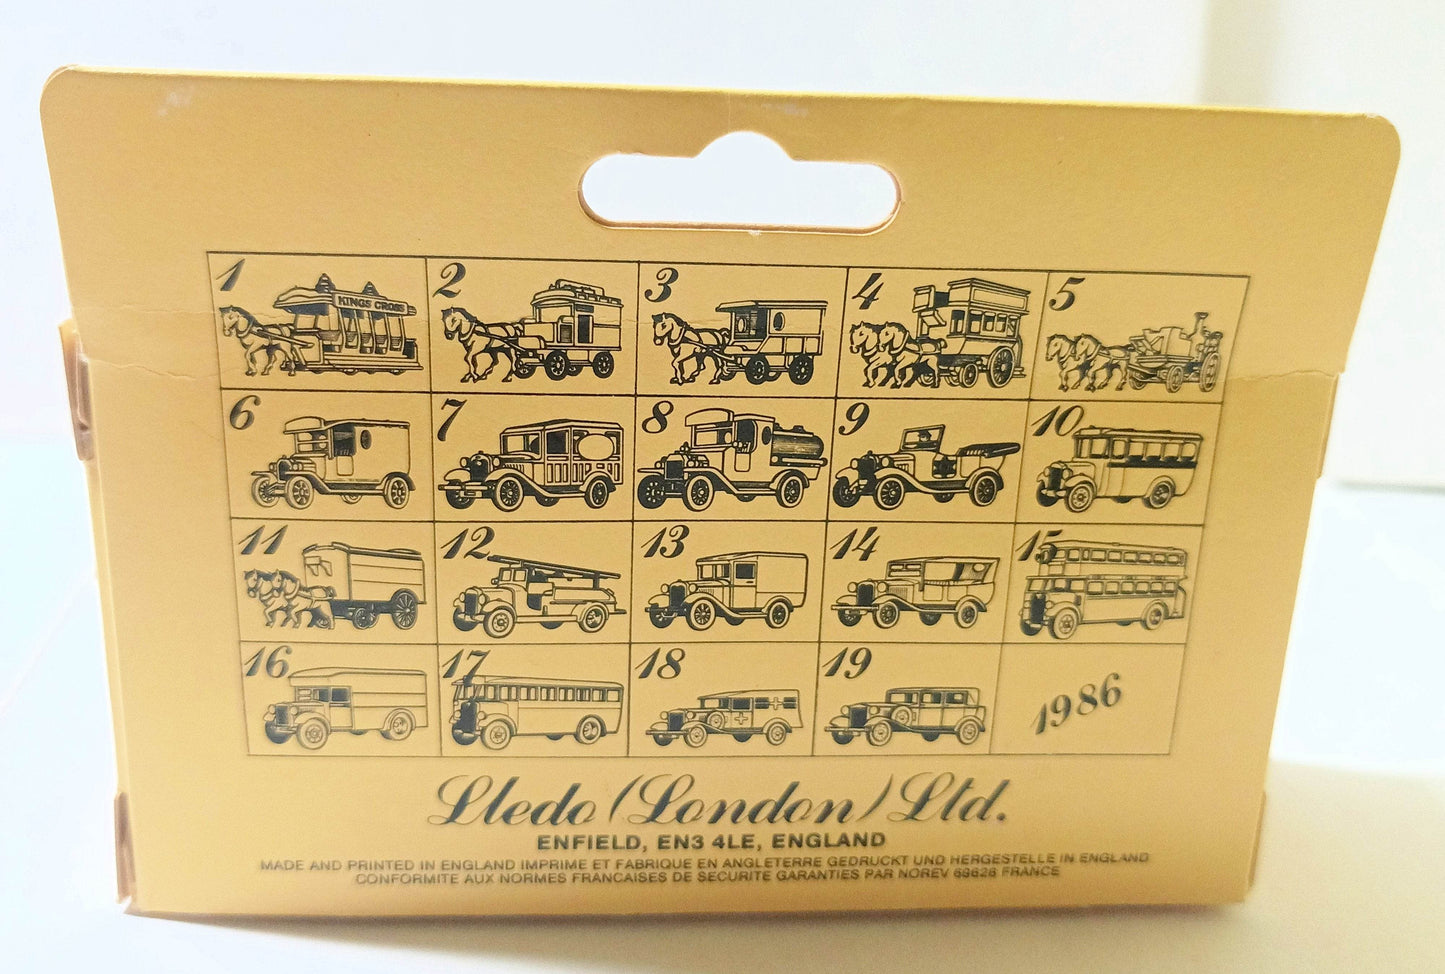 1 2 3 4 5
KINGS CROSS
6 7 8 9 10
11 12 13 14 15
16 17 18 19 1986
Lledo (London) Ltd.
ENFIELD, EN3 4LE, ENGLAND
MADE AND PRINTED IN ENGLAND IMPRIME ET FABRIQUE EN ANGLETERRE GEDRUCKT UND HERGESTELLE IN ENGLAND
CONFORMITE AUX NORMES FRANCAISES DE SECURITE GARANTIES PAR NOREV 69628 FRANCE